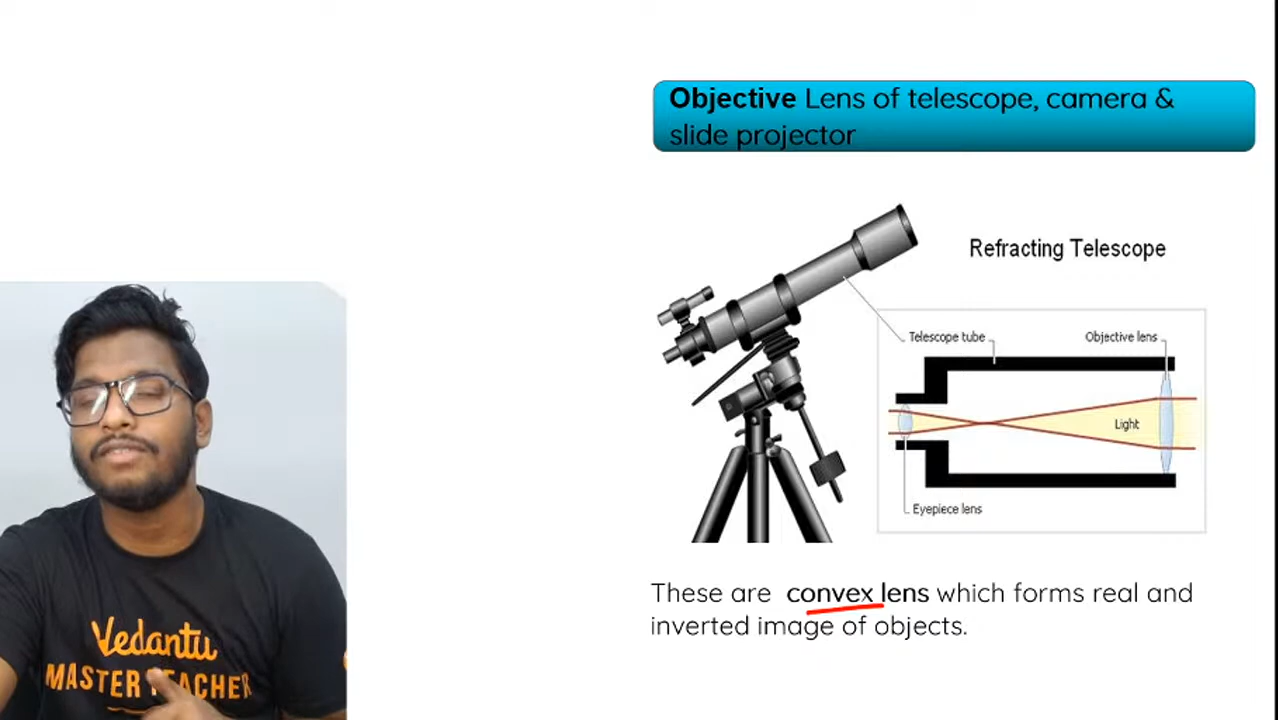 Objective Lens of telescope, camera &
slide projector
Refracting Telescope
Telescope tube
Objective lens
Light
Eyepiece lens
These are convex lens which forms real and
inverted image of objects.
Vedantu
MASTER TEACHER